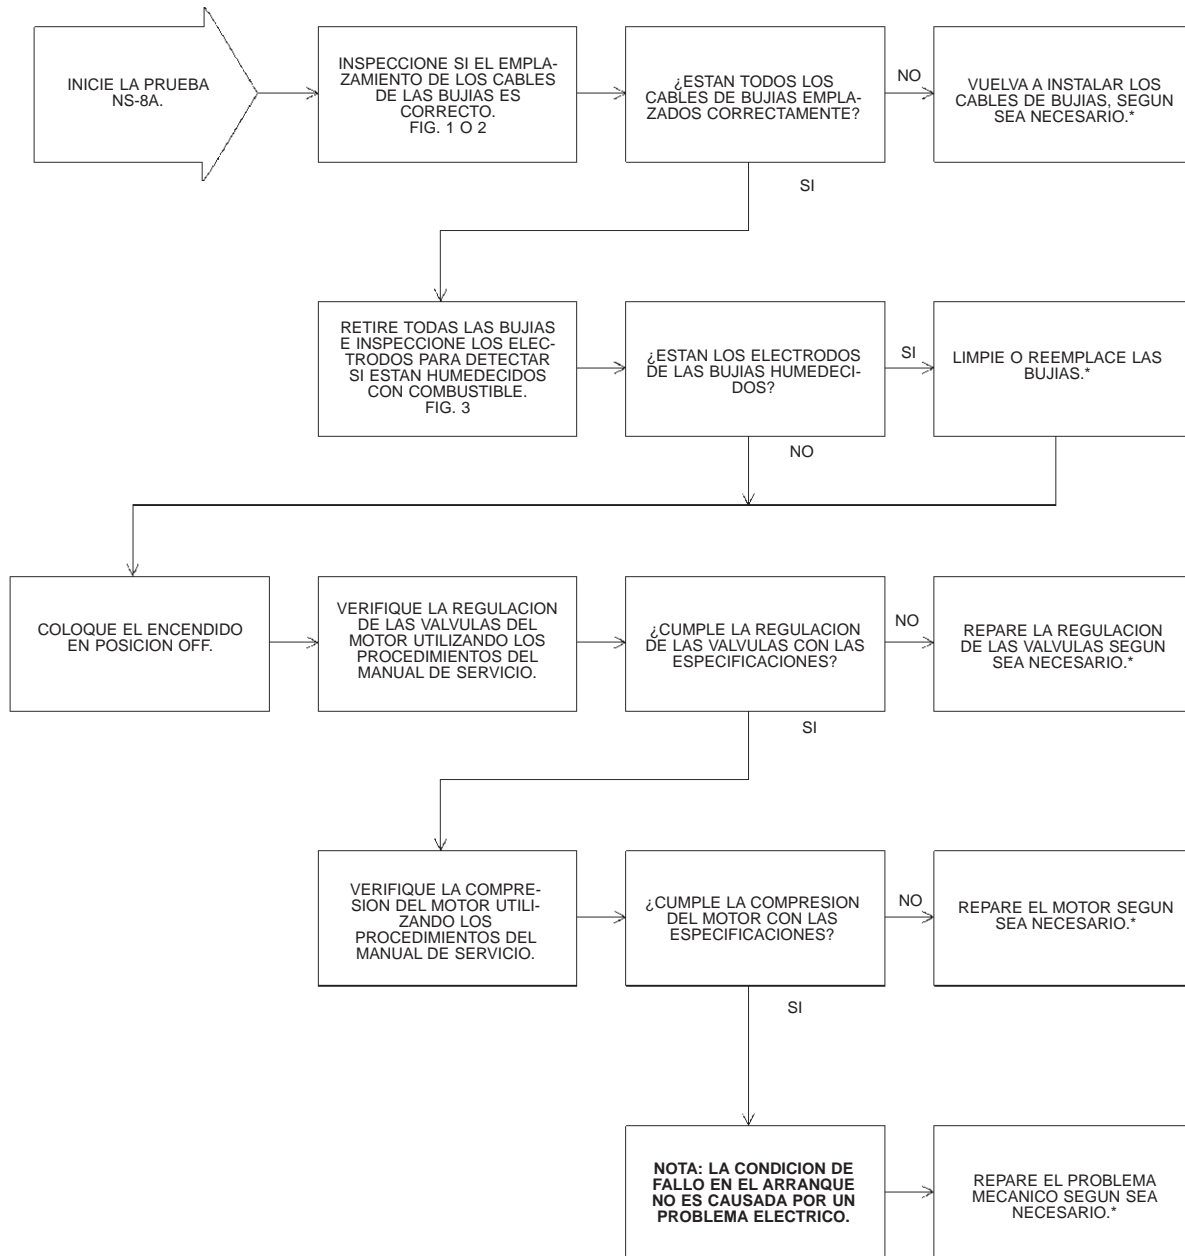 INICIE LA PRUEBA
NS-8A.
INSPECCIONE SI EL EMPLA-
ZAMIENTO DE LOS CABLES
DE LAS BUJIAS ES
CORRECTO.
FIG. 1 O 2
¿ESTAN TODOS LOS
CABLES DE BUJIAS EMPLA-
ZADOS CORRECTAMENTE?
NO
VUELVA A INSTALAR LOS
CABLES DE BUJIAS, SEGUN
SEA NECESARIO.*
SI
RETIRE TODAS LAS BUJIAS
E INSPECCIONE LOS ELEC-
TRODOS PARA DETECTAR
SI ESTAN HUMEDECIDOS
CON COMBUSTIBLE.
FIG. 3
¿ESTAN LOS ELECTRODOS
DE LAS BUJIAS HUMEDECI-
DOS?
SI
LIMPIE O REEMPLACE LAS
BUJIAS.*
NO
COLOQUE EL ENCENDIDO
EN POSICION OFF.
VERIFIQUE LA REGULACION
DE LAS VALVULAS DEL
MOTOR UTILIZANDO LOS
PROCEDIMIENTOS DEL
MANUAL DE SERVICIO.
¿CUMPLE LA REGULACION
DE LAS VALVULAS CON LAS
ESPECIFICACIONES?
NO
REPARE LA REGULACION
DE LAS VALVULAS SEGUN
SEA NECESARIO.*
SI
VERIFIQUE LA COMPRE-
SION DEL MOTOR UTILI-
ZANDO LOS
PROCEDIMIENTOS DEL
MANUAL DE SERVICIO.
¿CUMPLE LA COMPRESION
DEL MOTOR CON LAS
ESPECIFICACIONES?
NO
REPARE EL MOTOR SEGUN
SEA NECESARIO.*
SI
NOTA: LA CONDICION DE
FALLO EN EL ARRANQUE
NO ES CAUSADA POR UN
PROBLEMA ELECTRICO.
REPARE EL PROBLEMA
MECANICO SEGUN SEA
NECESARIO.*